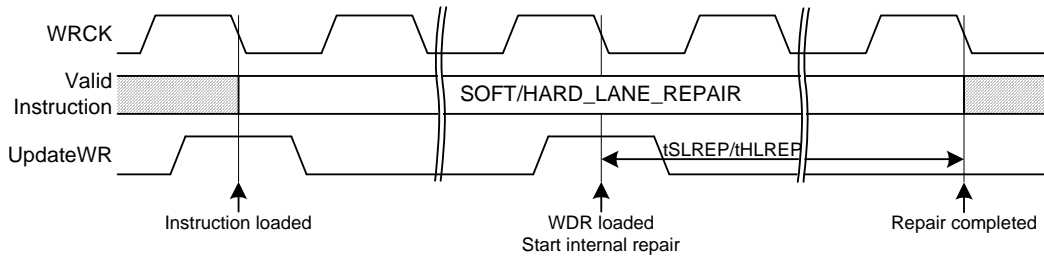 WRCK
Valid
Instruction
SOFT/HARD_LANE_REPAIR
UpdateWR
tSLREP/tHLREP
Instruction loaded
WDR loaded
Start internal repair
Repair completed